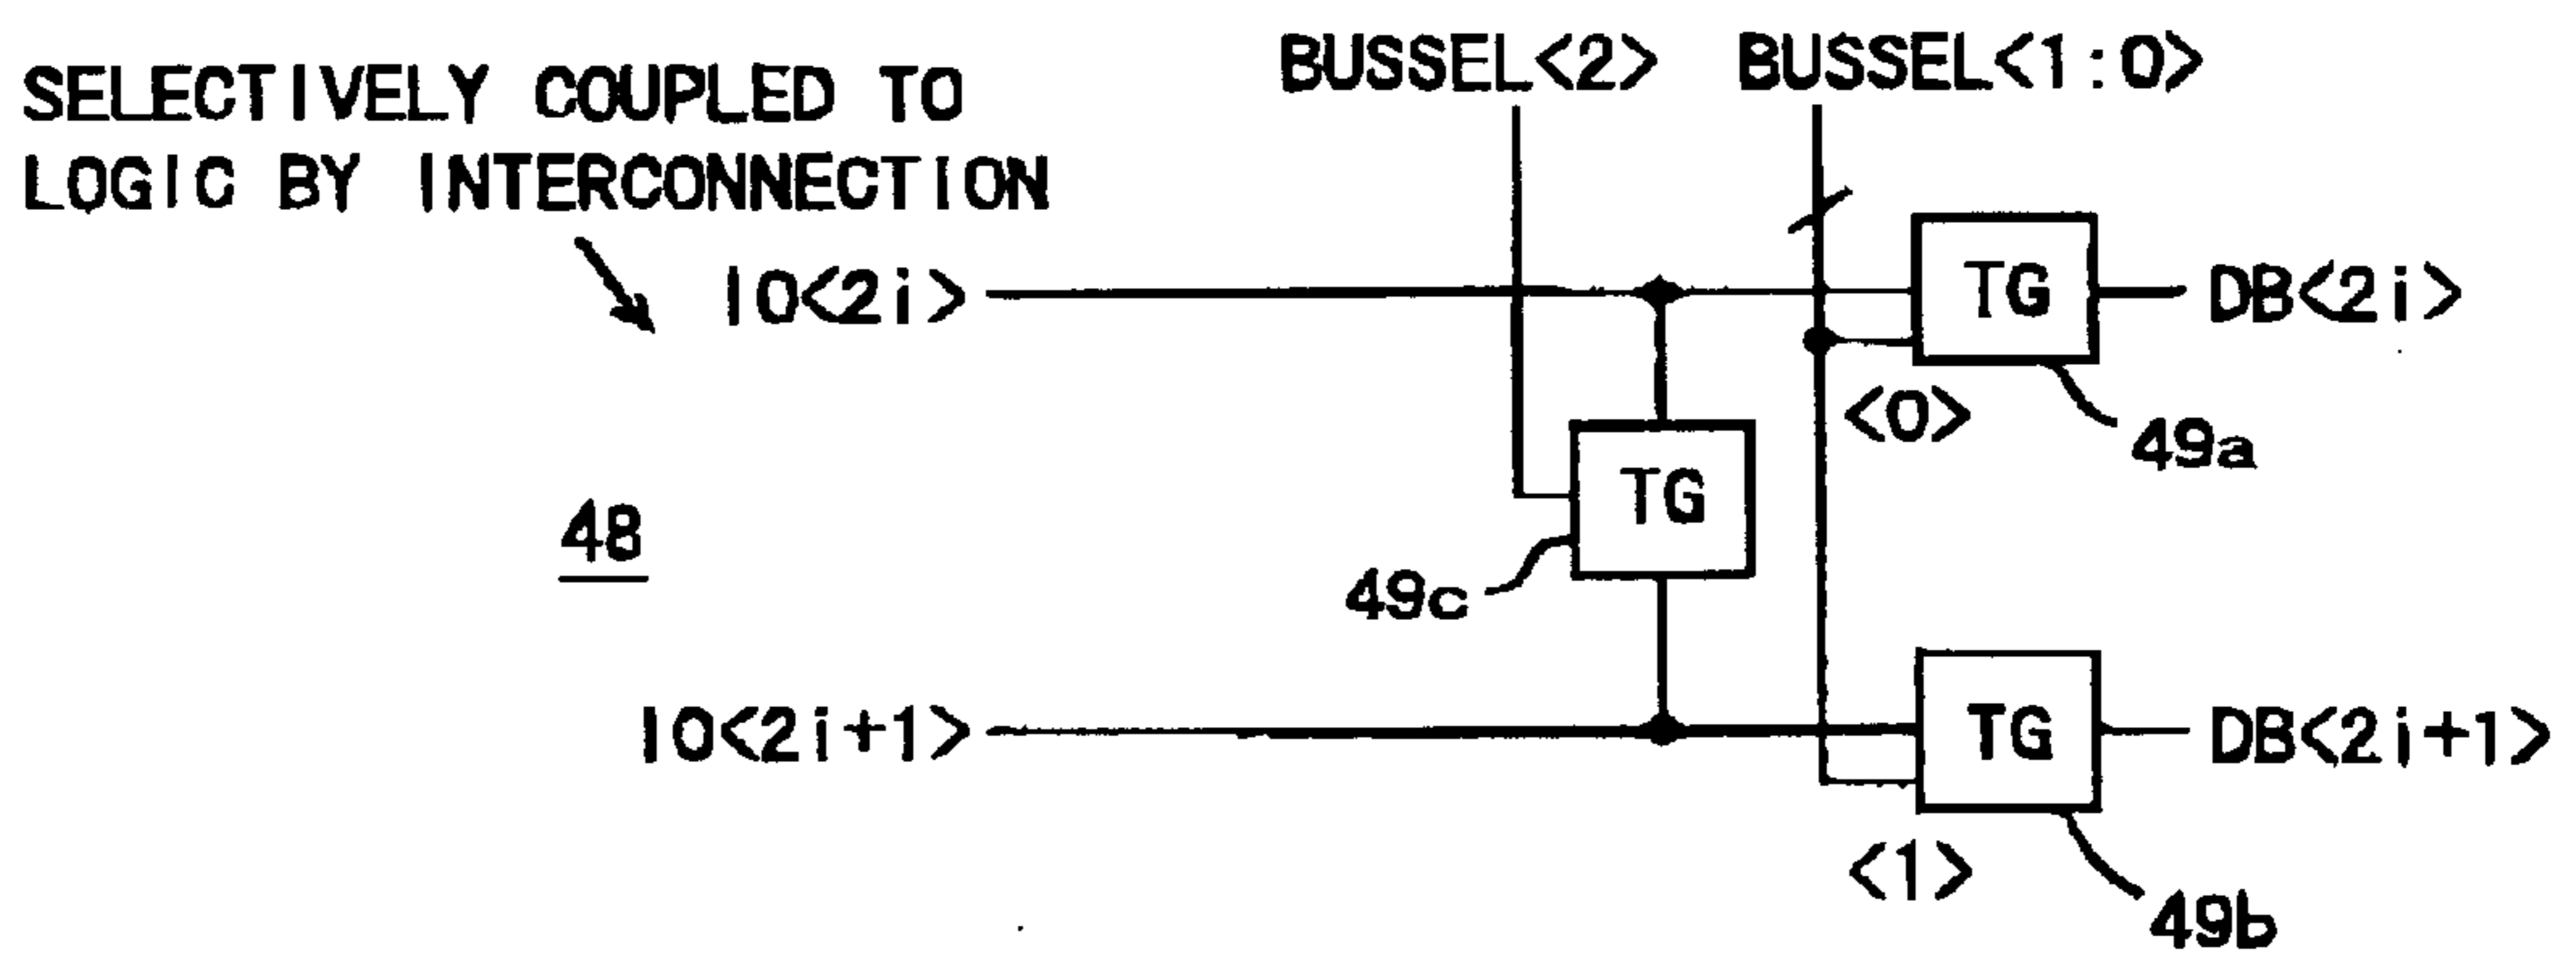 BUSSEL<2> BUSSEL<1:0>
SELECTIVELY COUPLED TO
LOGIC BY INTERCONNECTION
IO<2i> TG DB<2i>
<0> 49a
TG
48
49c
IO<2i+1> TG DB<2i+1>
<1> 49b